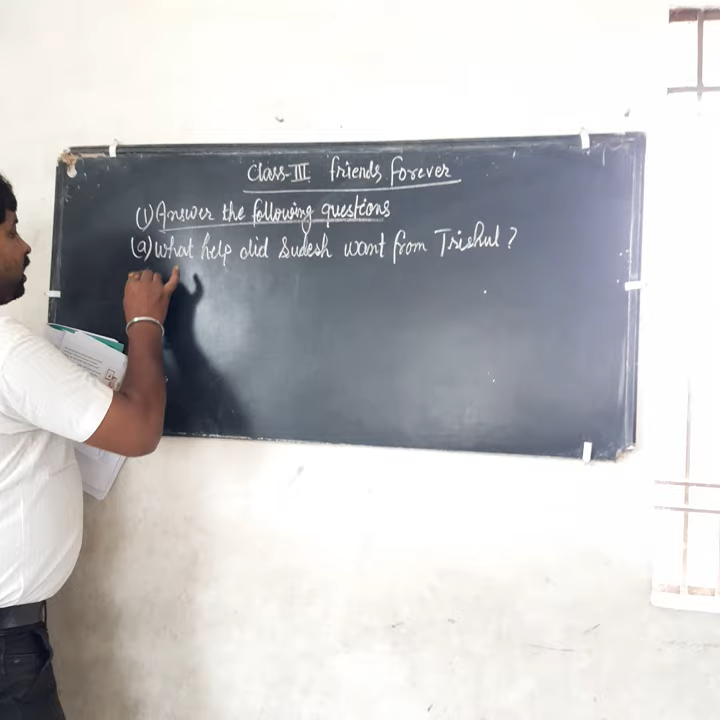 Class-III friends forever
(1) Answer the following questions
(a) What help did Sudesh want from Trishul?